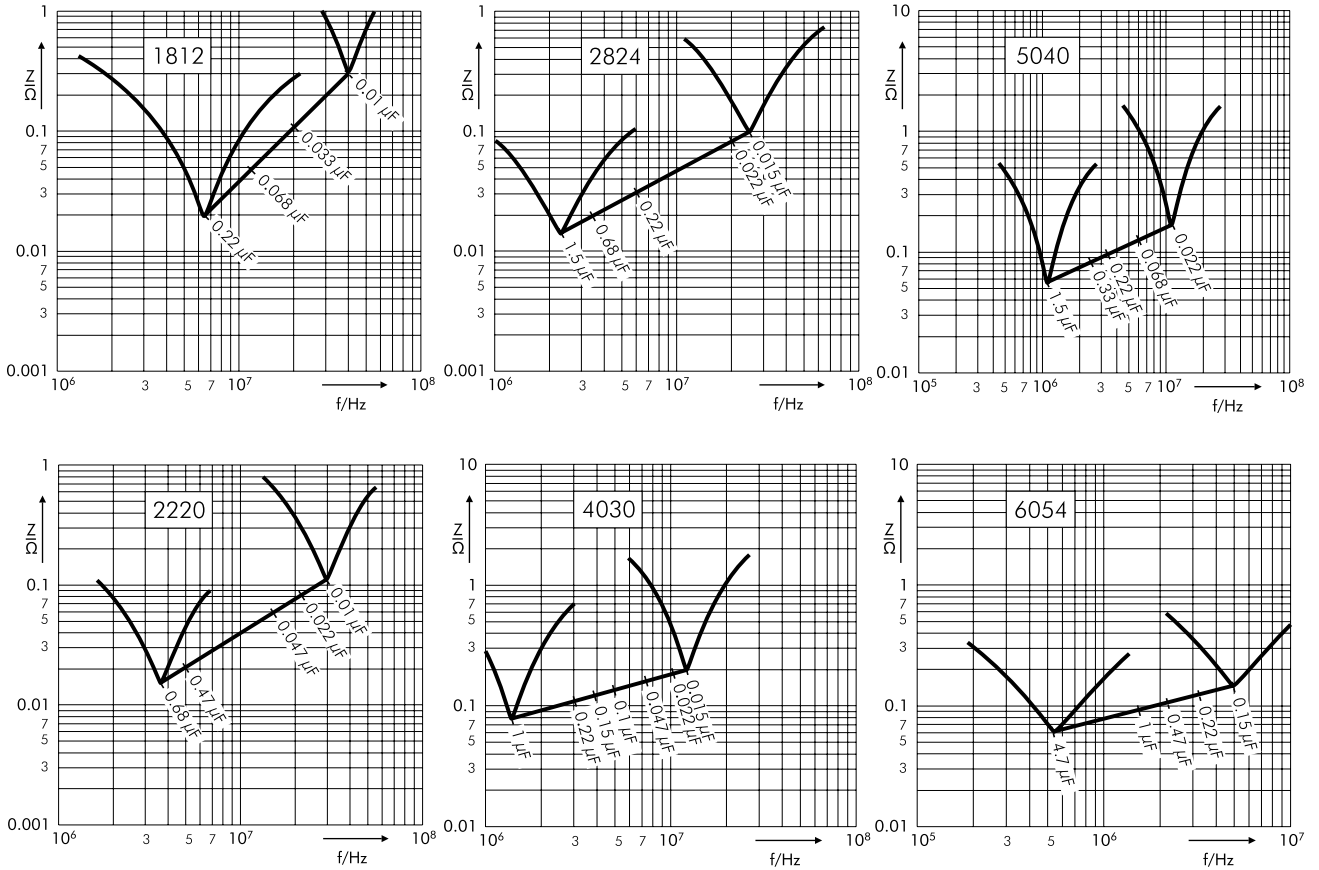 1
1812
Z/Ω
0.01 µF
0.1
7
5
3
0.033 µF
0.068 µF
0.22 µF
0.01
7
5
3
0.001
10⁶ 3 5 7 10⁷ 10⁸
f/Hz
1
2824
Z/Ω
0.1
7
5
3
0.015 µF
0.022 µF
0.22 µF
0.68 µF
1.5 µF
0.01
7
5
3
0.001
10⁶ 3 5 7 10⁷ 10⁸
f/Hz
10
5040
Z/Ω
1
7
5
3
0.022 µF
0.068 µF
0.22 µF
0.33 µF
1.5 µF
0.1
7
5
3
0.01
10⁵ 3 5 7 10⁶ 3 5 7 10⁷ 10⁸
f/Hz
1
2220
Z/Ω
0.1
7
5
3
0.01 µF
0.022 µF
0.047 µF
0.47 µF
0.68 µF
0.01
7
5
3
0.001
10⁶ 3 5 7 10⁷ 10⁸
f/Hz
10
4030
Z/Ω
1
7
5
3
0.015 µF
0.022 µF
0.047 µF
0.1 µF
0.15 µF
0.22 µF
1 µF
0.1
7
5
3
0.01
10⁶ 3 5 7 10⁷ 10⁸
f/Hz
10
6054
Z/Ω
1
7
5
3
0.15 µF
0.22 µF
0.47 µF
1 µF
4.7 µF
0.1
7
5
3
0.01
10⁵ 3 5 7 10⁶ 10⁷
f/Hz